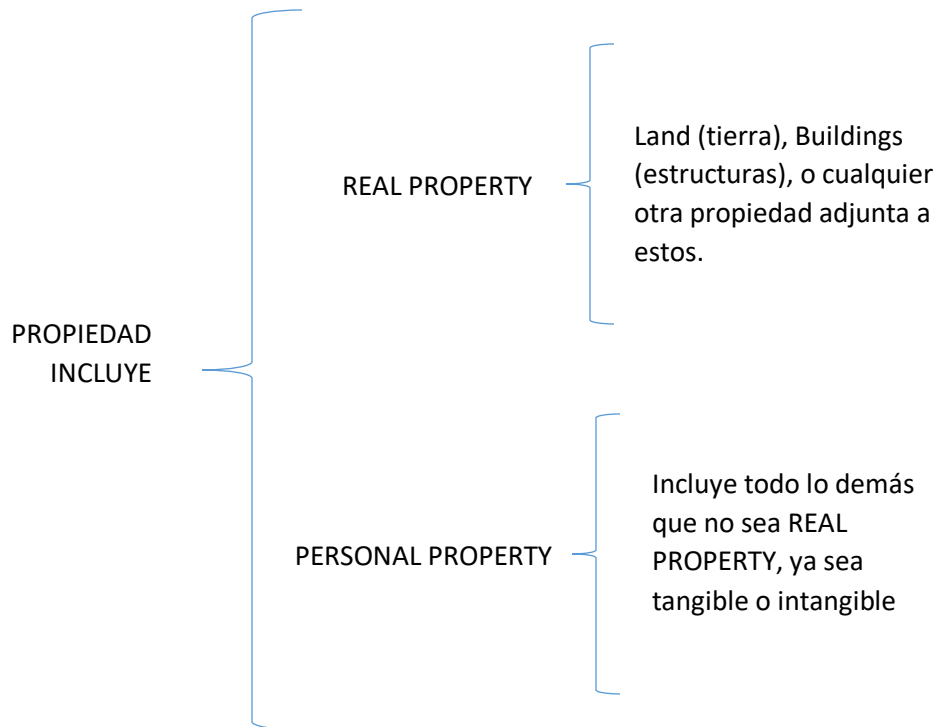 PROPIEDAD
INCLUYE
REAL PROPERTY
Land (tierra), Buildings
(estructuras), o cualquier
otra propiedad adjunta a
estos.
PERSONAL PROPERTY
Incluye todo lo demás
que no sea REAL
PROPERTY, ya sea
tangible o intangible